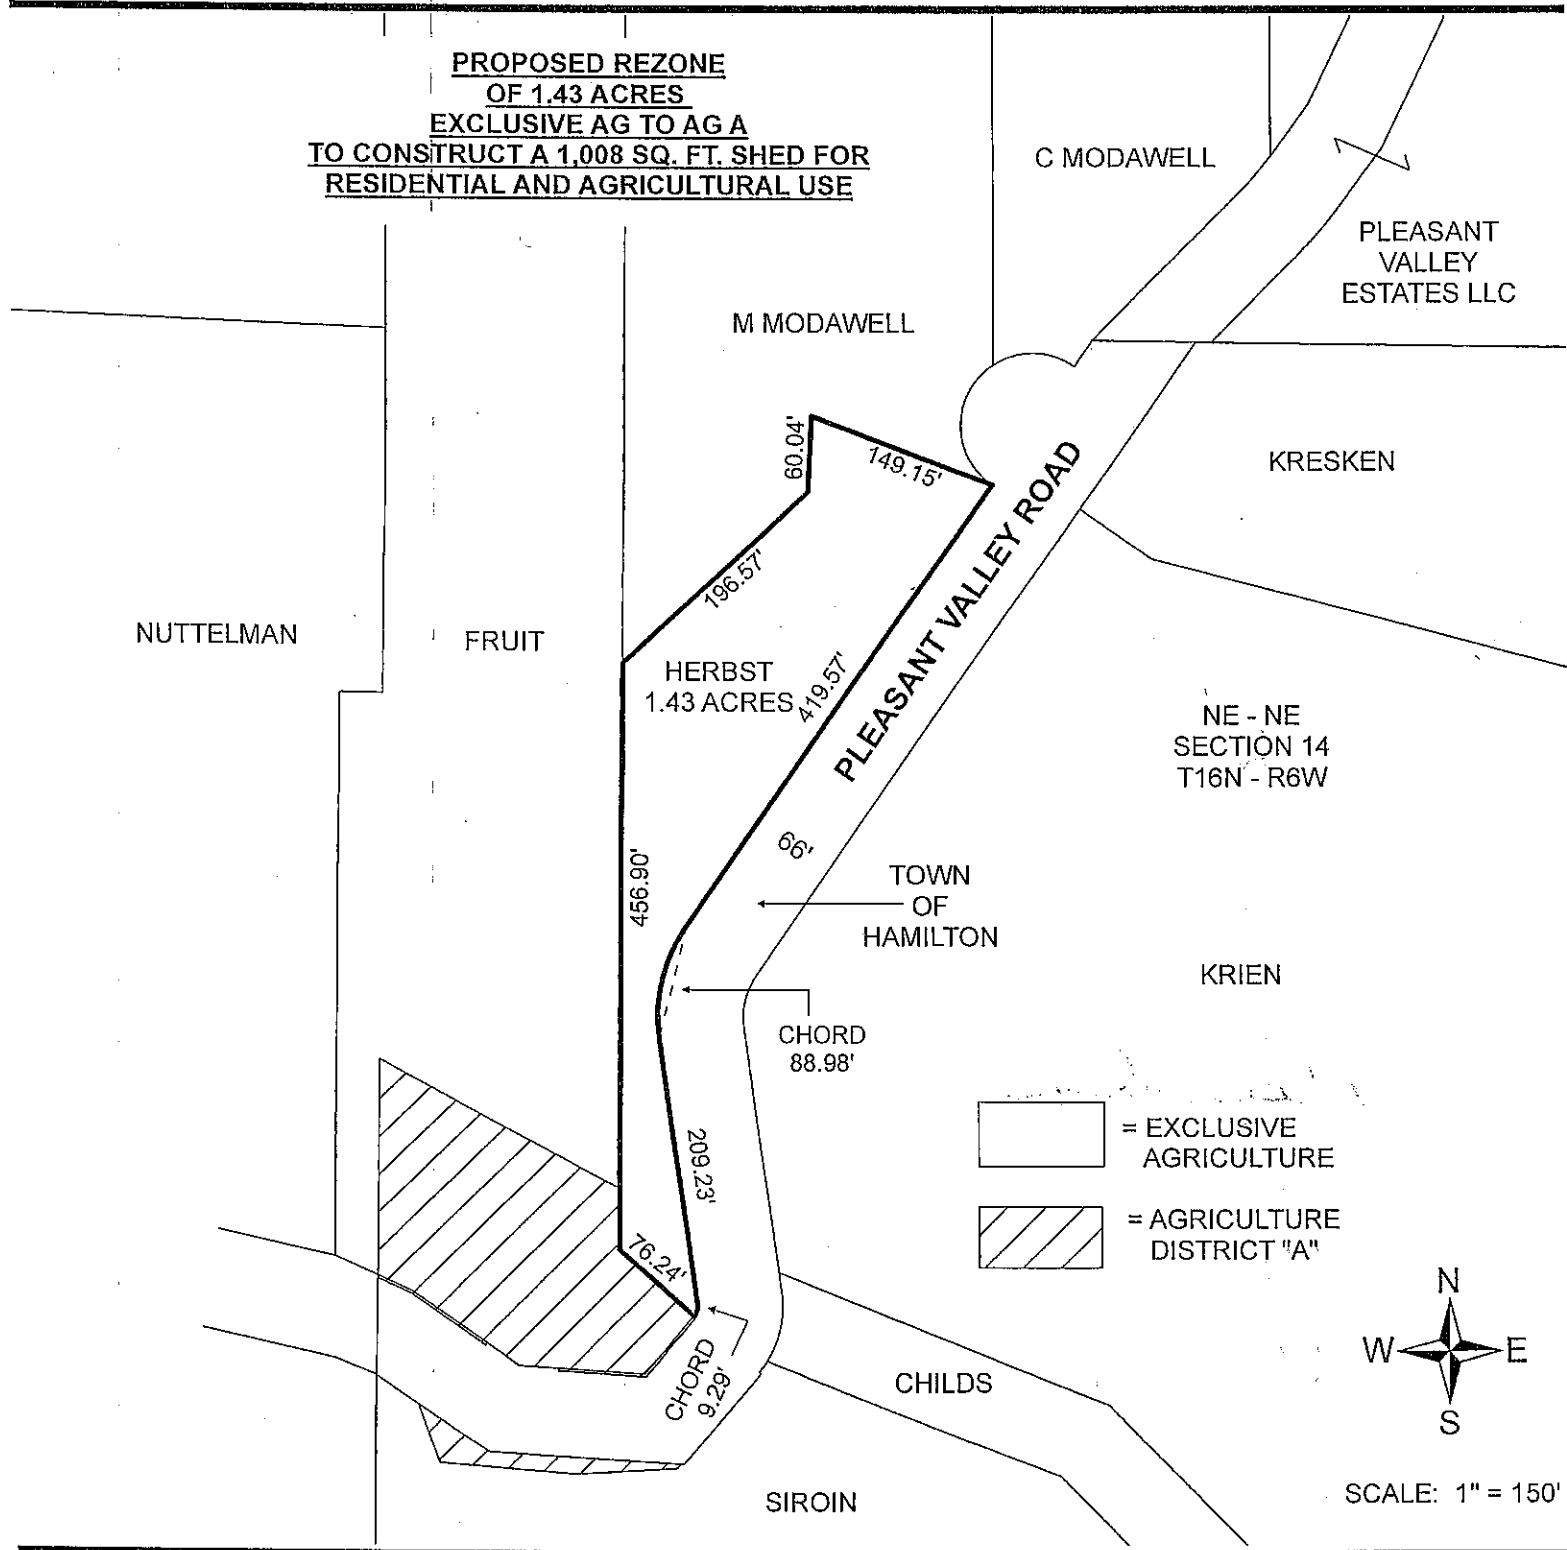 PROPOSED REZONE
OF 1.43 ACRES
EXCLUSIVE AG TO AG A
TO CONSTRUCT A 1,008 SQ. FT. SHED FOR
RESIDENTIAL AND AGRICULTURAL USE
C MODAWELL
PLEASANT
VALLEY
ESTATES LLC
M MODAWELL
60.04'
149.15'
KRESKEN
196.57'
PLEASANT VALLEY ROAD
NUTTELMAN
FRUIT
HERBST
1.43 ACRES
419.57'
NE - NE
SECTION 14
T16N - R6W
66'
456.90'
TOWN
OF
HAMILTON
KRIEN
CHORD
88.98'
209.23'
= EXCLUSIVE
AGRICULTURE
= AGRICULTURE
DISTRICT "A"
76.24'
CHORD
9.29'
CHILDS
N
W
E
S
SIROIN
SCALE: 1" = 150'